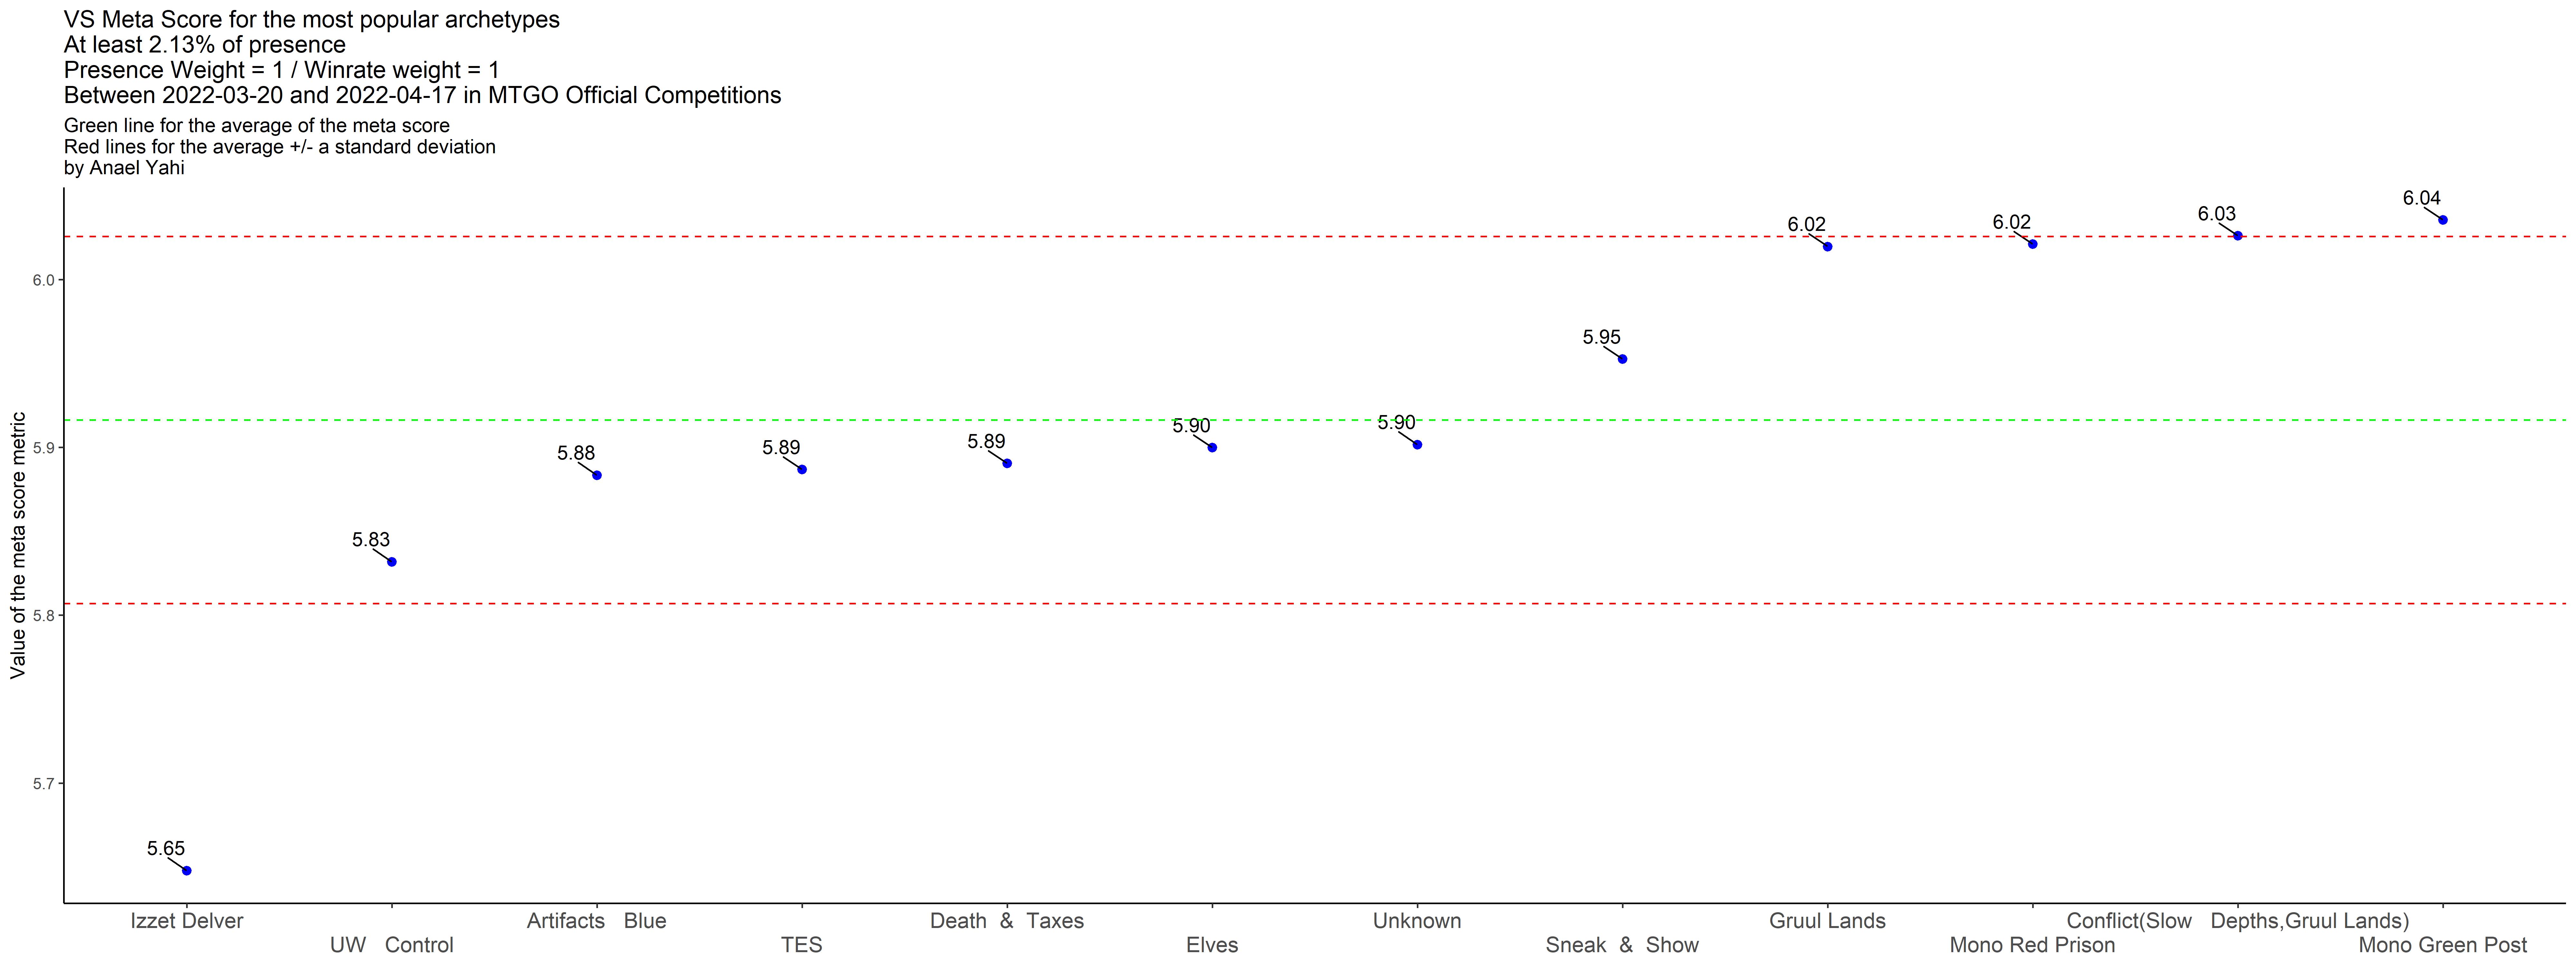 VS Meta Score for the most popular archetypes
At least 2.13% of presence
Presence Weight = 1 / Winrate weight = 1
Between 2022-03-20 and 2022-04-17 in MTGO Official Competitions
Green line for the average of the meta score
Red lines for the average +/- a standard deviation
by Anael Yahi
Value of the meta score metric
6.0
5.9
5.8
5.7
5.65
5.83
5.88
5.89
5.89
5.90
5.90
5.95
6.02
6.02
6.03
6.04
Izzet Delver
UW Control
Artifacts Blue
TES
Death & Taxes
Elves
Unknown
Sneak & Show
Gruul Lands
Mono Red Prison
Conflict(Slow Depths,Gruul Lands)
Mono Green Post